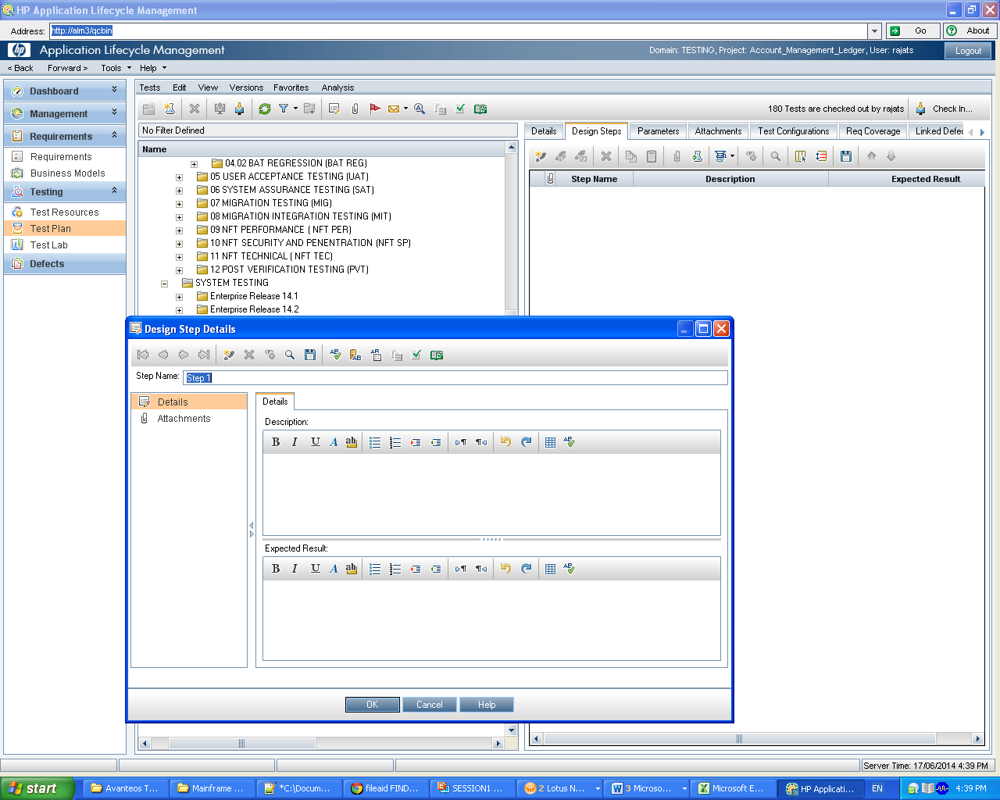 HP Application Lifecycle Management
Address: http://alm3/qcbin
Go
About
hp Application Lifecycle Management
Domain: TESTING, Project: Account_Management_Ledger, User: rajats
Logout
< Back Forward > Tools Help
Dashboard
Management
Requirements
Requirements
Business Models
Testing
Test Resources
Test Plan
Test Lab
Defects
Tests Edit View Versions Favorites Analysis
180 Tests are checked out by rajats
Check In...
No Filter Defined
Name
04.02 BAT REGRESSION (BAT REG)
05 USER ACCEPTANCE TESTING (UAT)
06 SYSTEM ASSURANCE TESTING (SAT)
07 MIGRATION TESTING (MIG)
08 MIGRATION INTEGRATION TESTING (MIT)
09 NFT PERFORMANCE ( NFT PER)
10 NFT SECURITY AND PENENTRATION (NFT SP)
11 NFT TECHNICAL ( NFT TEC)
12 POST VERIFICATION TESTING (PVT)
SYSTEM TESTING
Enterprise Release 14.1
Enterprise Release 14.2
Details Design Steps Parameters Attachments Test Configurations Req Coverage Linked Defec
Step Name Description Expected Result
Design Step Details
Step Name: Step 1
Details
Attachments
Details
Description:
B I U A ab
Expected Result:
B I U A ab
OK Cancel Help
Server Time: 17/06/2014 4:39 PM
start
Avanteos T...
Mainframe
*C:\Docum...
fileaid FIND...
SESSION1 ...
2 Lotus N...
3 Microso...
Microsoft E...
HP Applicati...
EN
4:39 PM